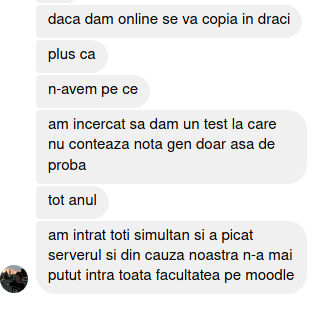 daca dam online se va copia in draci
plus ca
n-avem pe ce
am incercat sa dam un test la care
nu conteaza nota gen doar asa de
proba
tot anul
am intrat toti simultan si a picat
serverul si din cauza noastra n-a mai
putut intra toata facultatea pe moodle